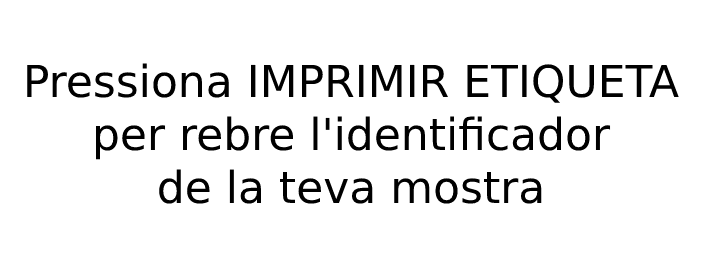 Pressiona IMPRIMIR ETIQUETA
per rebre l'identificador
de la teva mostra